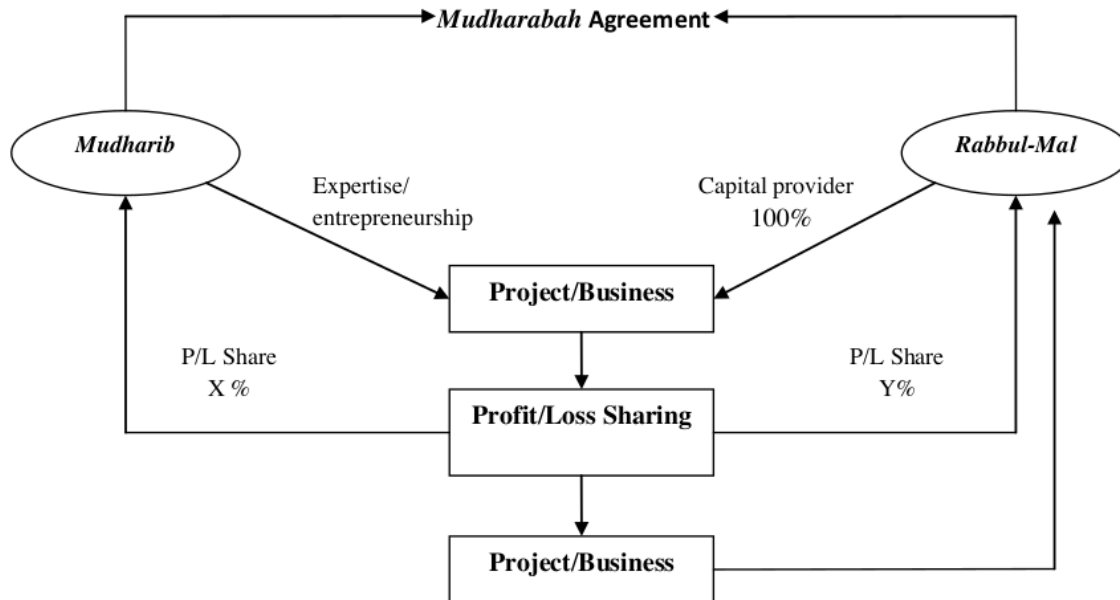 Mudharabah Agreement
Mudharib
Rabbul-Mal
Expertise/
entrepreneurship
Capital provider
100%
Project/Business
P/L Share
X %
P/L Share
Y%
Profit/Loss Sharing
Project/Business